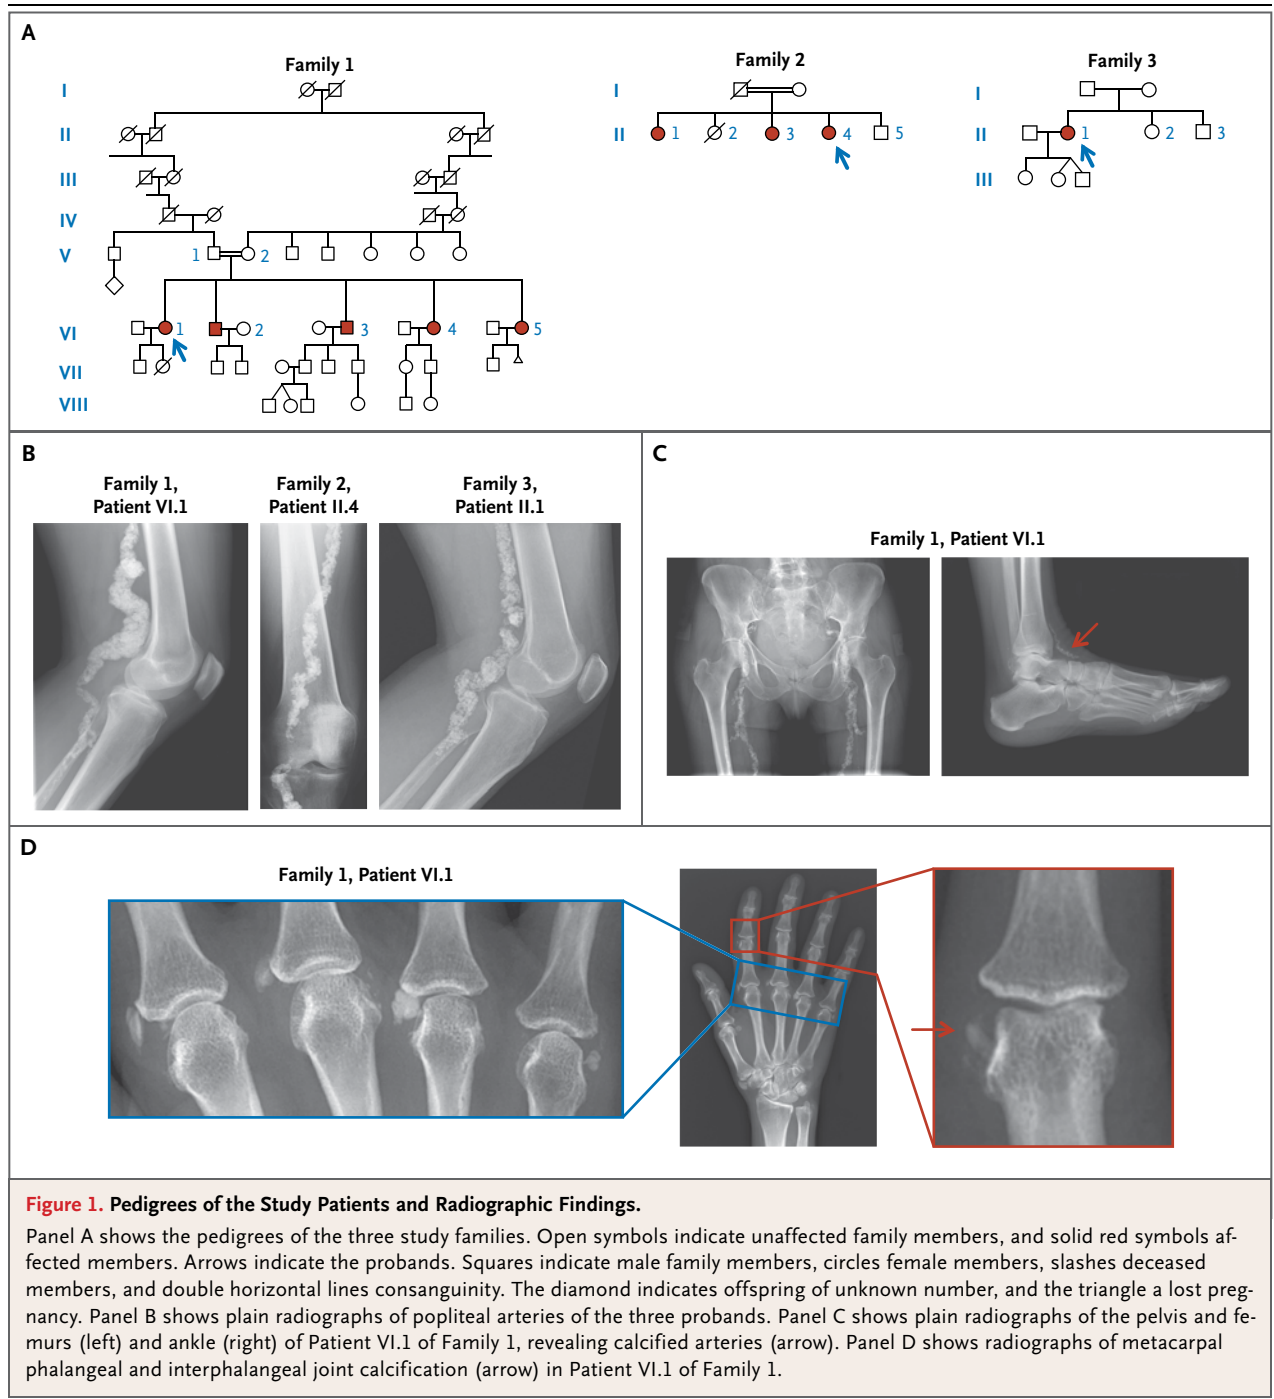 A
Family 1
Family 2
Family 3
I
II
III
IV
V
VI
VII
VIII
1
2
1
2
3
4
5
I
II
1
2
3
4
5
I
II
III
1
2
3
B
Family 1,
Patient VI.1
Family 2,
Patient II.4
Family 3,
Patient II.1
C
Family 1, Patient VI.1
D
Family 1, Patient VI.1
Figure 1. Pedigrees of the Study Patients and Radiographic Findings.
Panel A shows the pedigrees of the three study families. Open symbols indicate unaffected family members, and solid red symbols af-
fected members. Arrows indicate the probands. Squares indicate male family members, circles female members, slashes deceased
members, and double horizontal lines consanguinity. The diamond indicates offspring of unknown number, and the triangle a lost preg-
nancy. Panel B shows plain radiographs of popliteal arteries of the three probands. Panel C shows plain radiographs of the pelvis and fe-
murs (left) and ankle (right) of Patient VI.1 of Family 1, revealing calcified arteries (arrow). Panel D shows radiographs of metacarpal
phalangeal and interphalangeal joint calcification (arrow) in Patient VI.1 of Family 1.